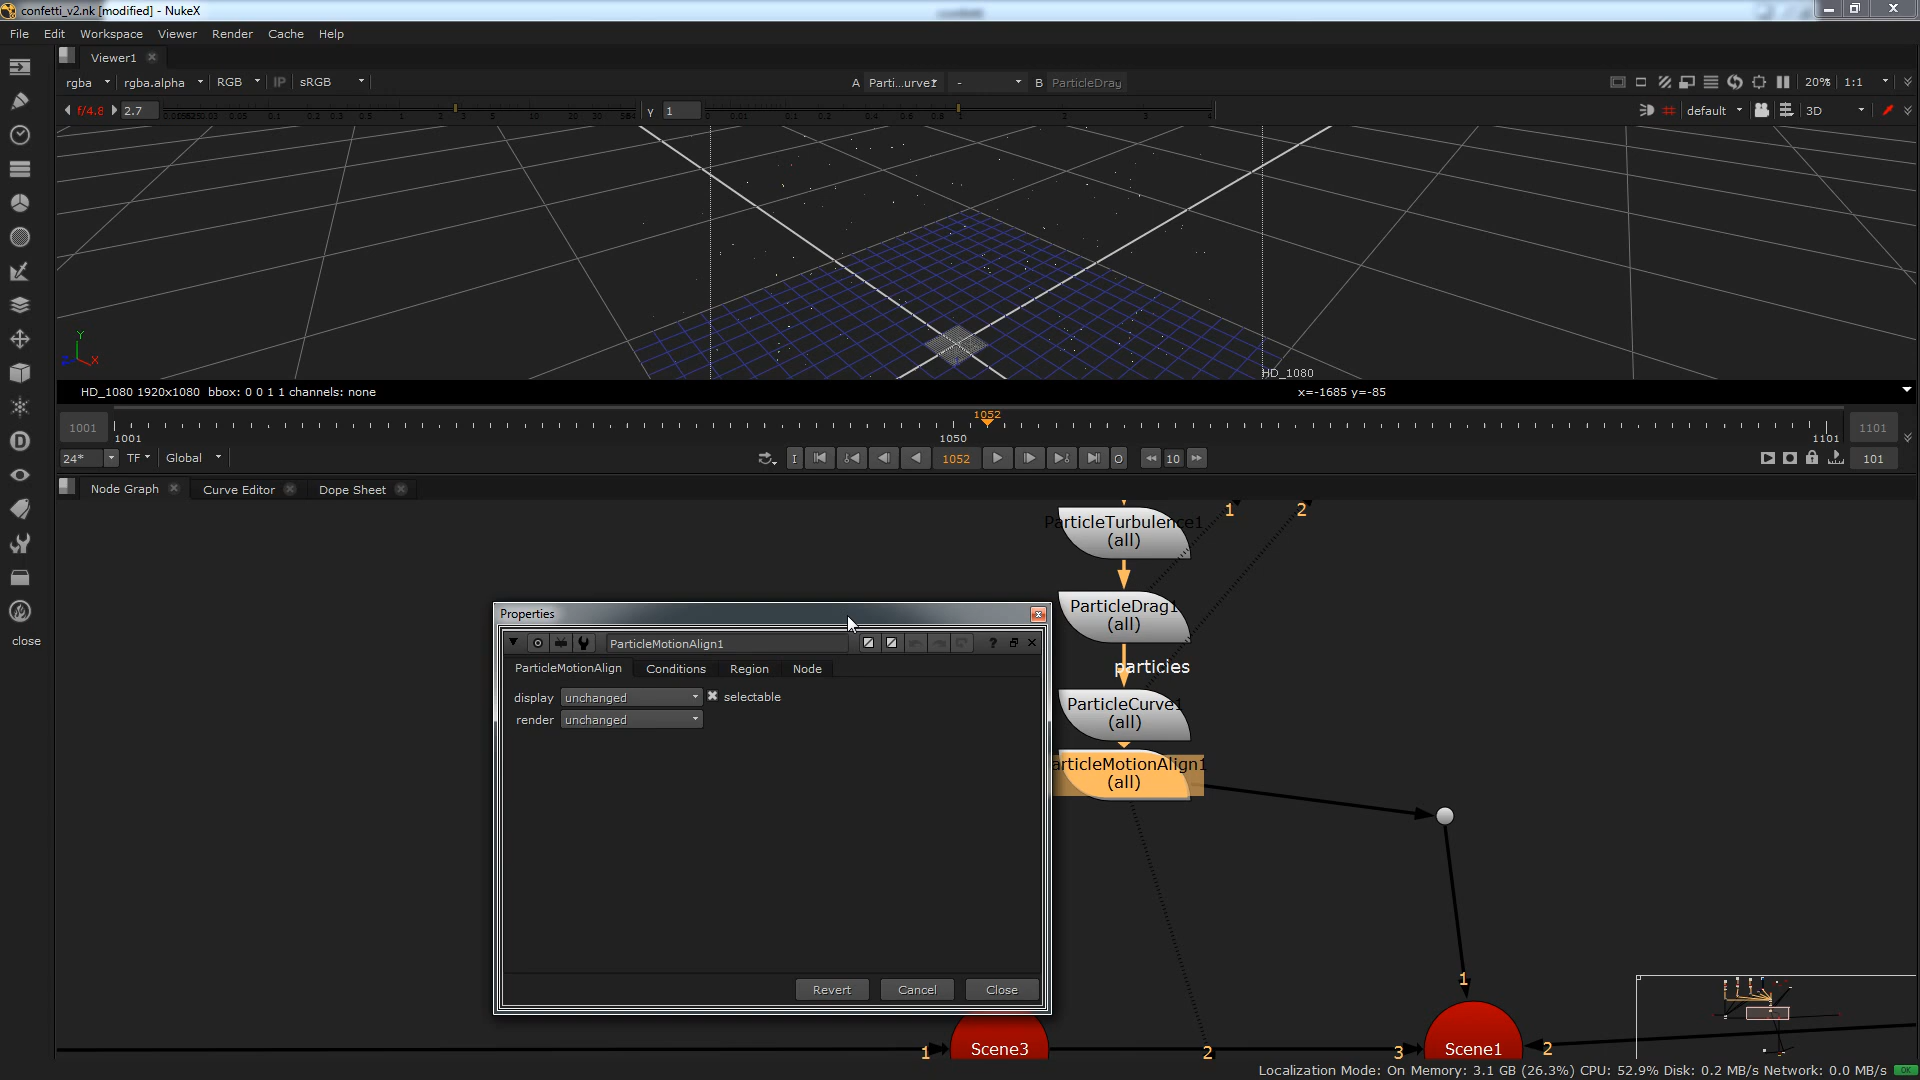 confetti_v2.nk [modified] - NukeX
File Edit Workspace Viewer Render Cache Help
Viewer1
rgba rgba.alpha RGB IP sRGB A Parti...urve1 - B ParticleDrag 20% 1:1
f/4.8 2.7 Y 1 default 3D
HD_1080
HD_1080 1920x1080 bbox: 0 0 1 1 channels: none x=-1685 y=-85
1052
1001 1101
1001 1050 1101
24* TF Global I 1052 O 10 101
Node Graph Curve Editor Dope Sheet
1 2
ParticleTurbulence1
(all)
ParticleDrag1
(all)
particies
ParticleCurve1
(all)
articleMotionAlign1
(all)
Properties
ParticleMotionAlign1
?
ParticleMotionAlign Conditions Region Node
display unchanged selectable
render unchanged
Revert Cancel Close
close
1
1 Scene3 2 3 Scene1 2
Localization Mode: On Memory: 3.1 GB (26.3%) CPU: 52.9% Disk: 0.2 MB/s Network: 0.0 MB/s OK
Y
X